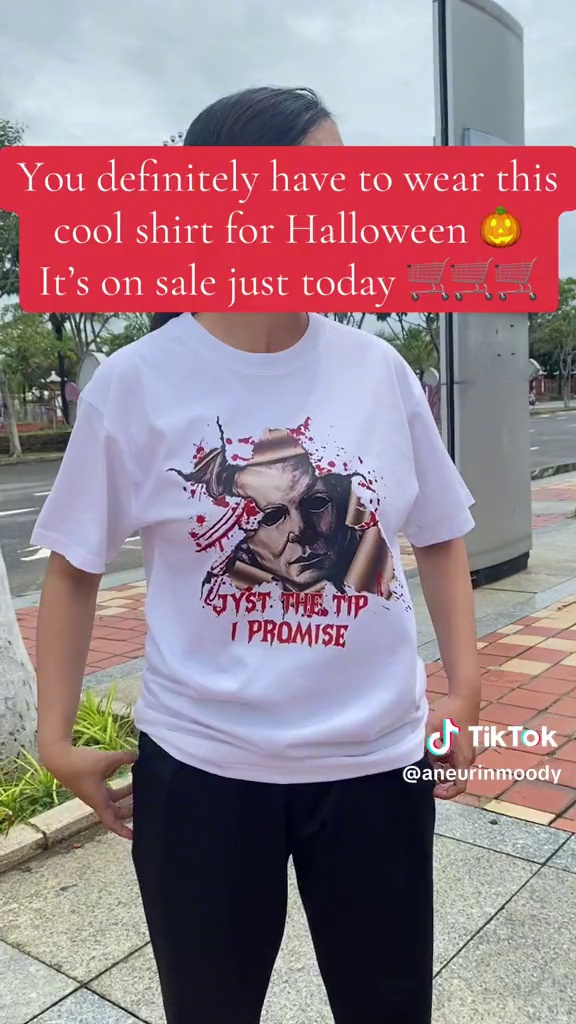 You definitely have to wear this
cool shirt for Halloween 🎃
It's on sale just today 🛒🛒🛒
JYST THE TIP
I PROMISE
TikTok
@aneurinmoody